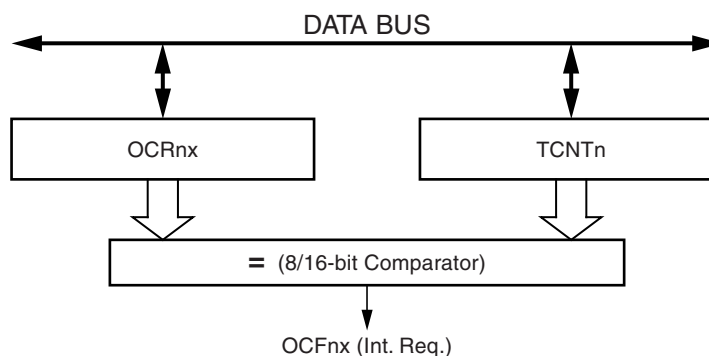 DATA BUS
OCRnx
TCNTn
= (8/16-bit Comparator)
OCFnx (Int. Req.)